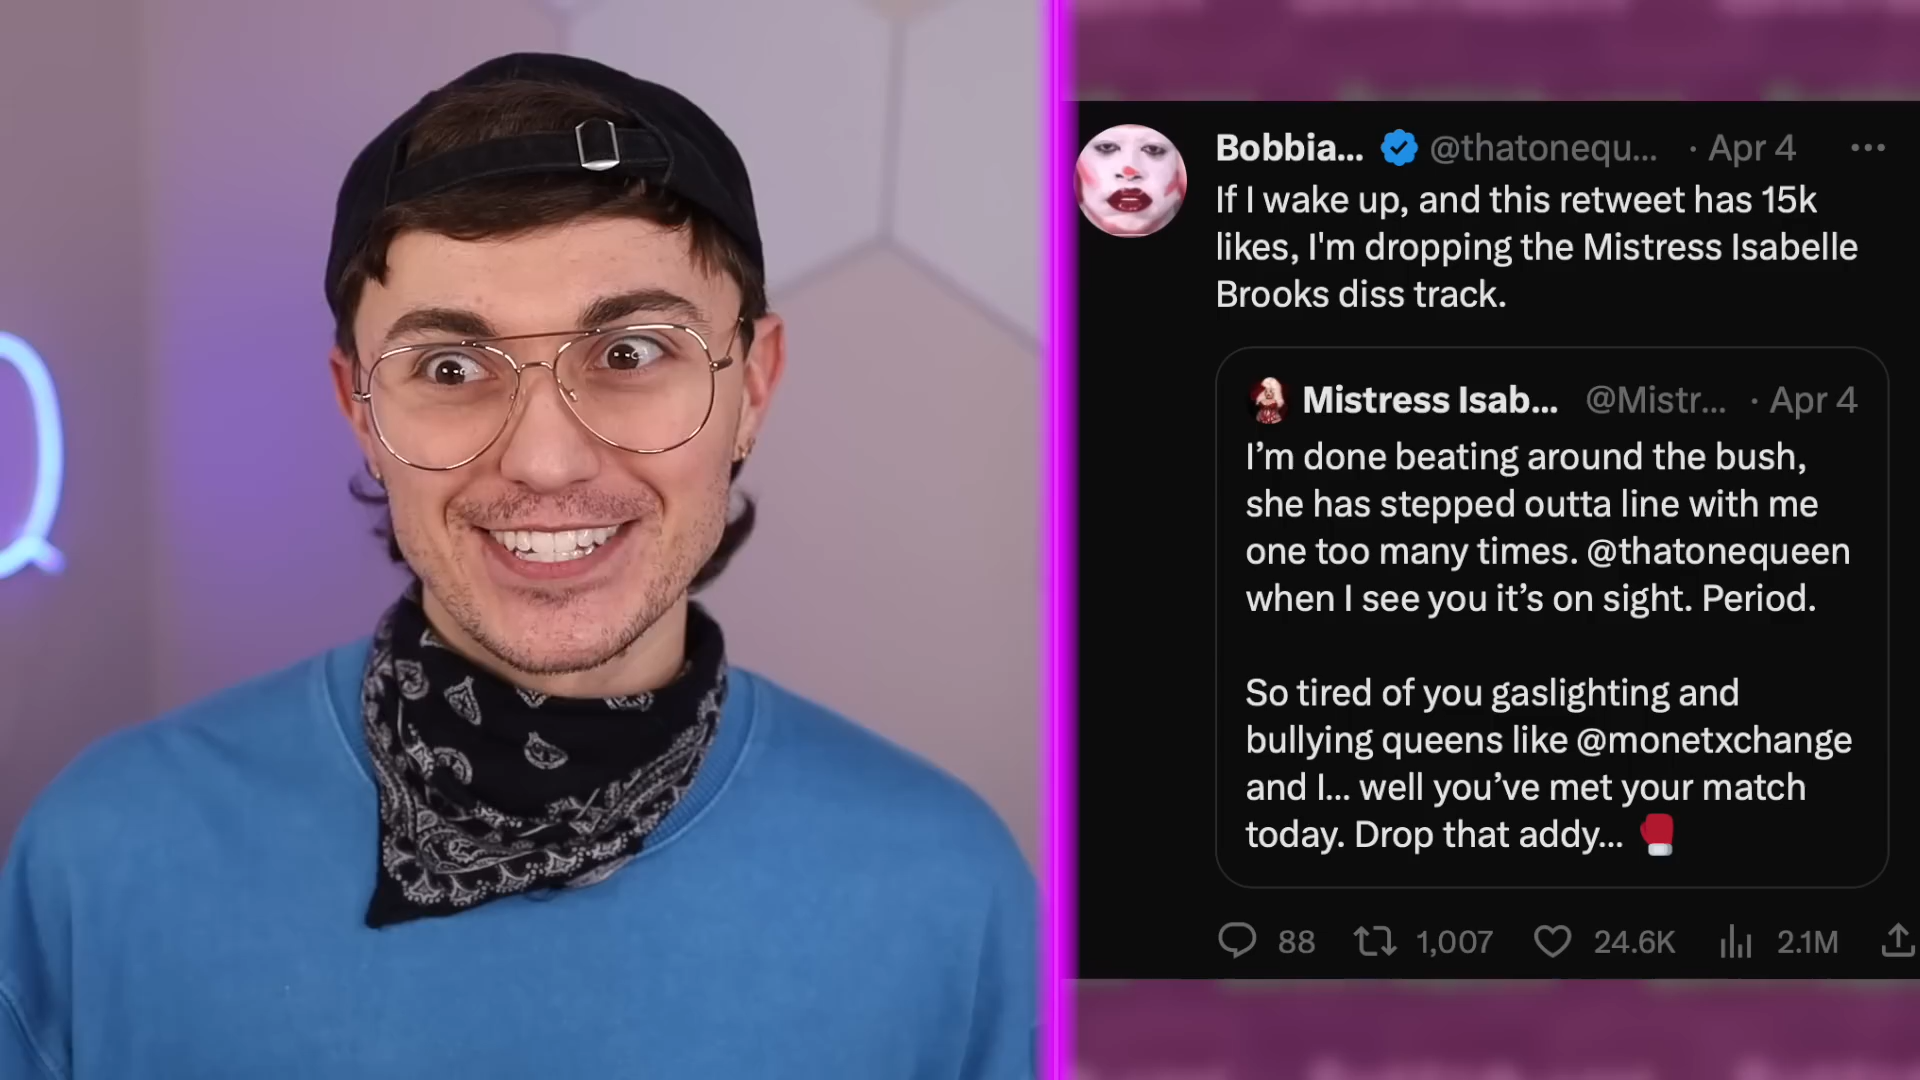 Bobbia... @thatonequ... · Apr 4 ...
If I wake up, and this retweet has 15k
likes, I'm dropping the Mistress Isabelle
Brooks diss track.
Mistress Isab... @Mistr... · Apr 4
I’m done beating around the bush,
she has stepped outta line with me
one too many times. @thatonequeen
when I see you it’s on sight. Period.
So tired of you gaslighting and
bullying queens like @monetxchange
and I... well you’ve met your match
today. Drop that addy... 🥊
88 1,007 24.6K 2.1M